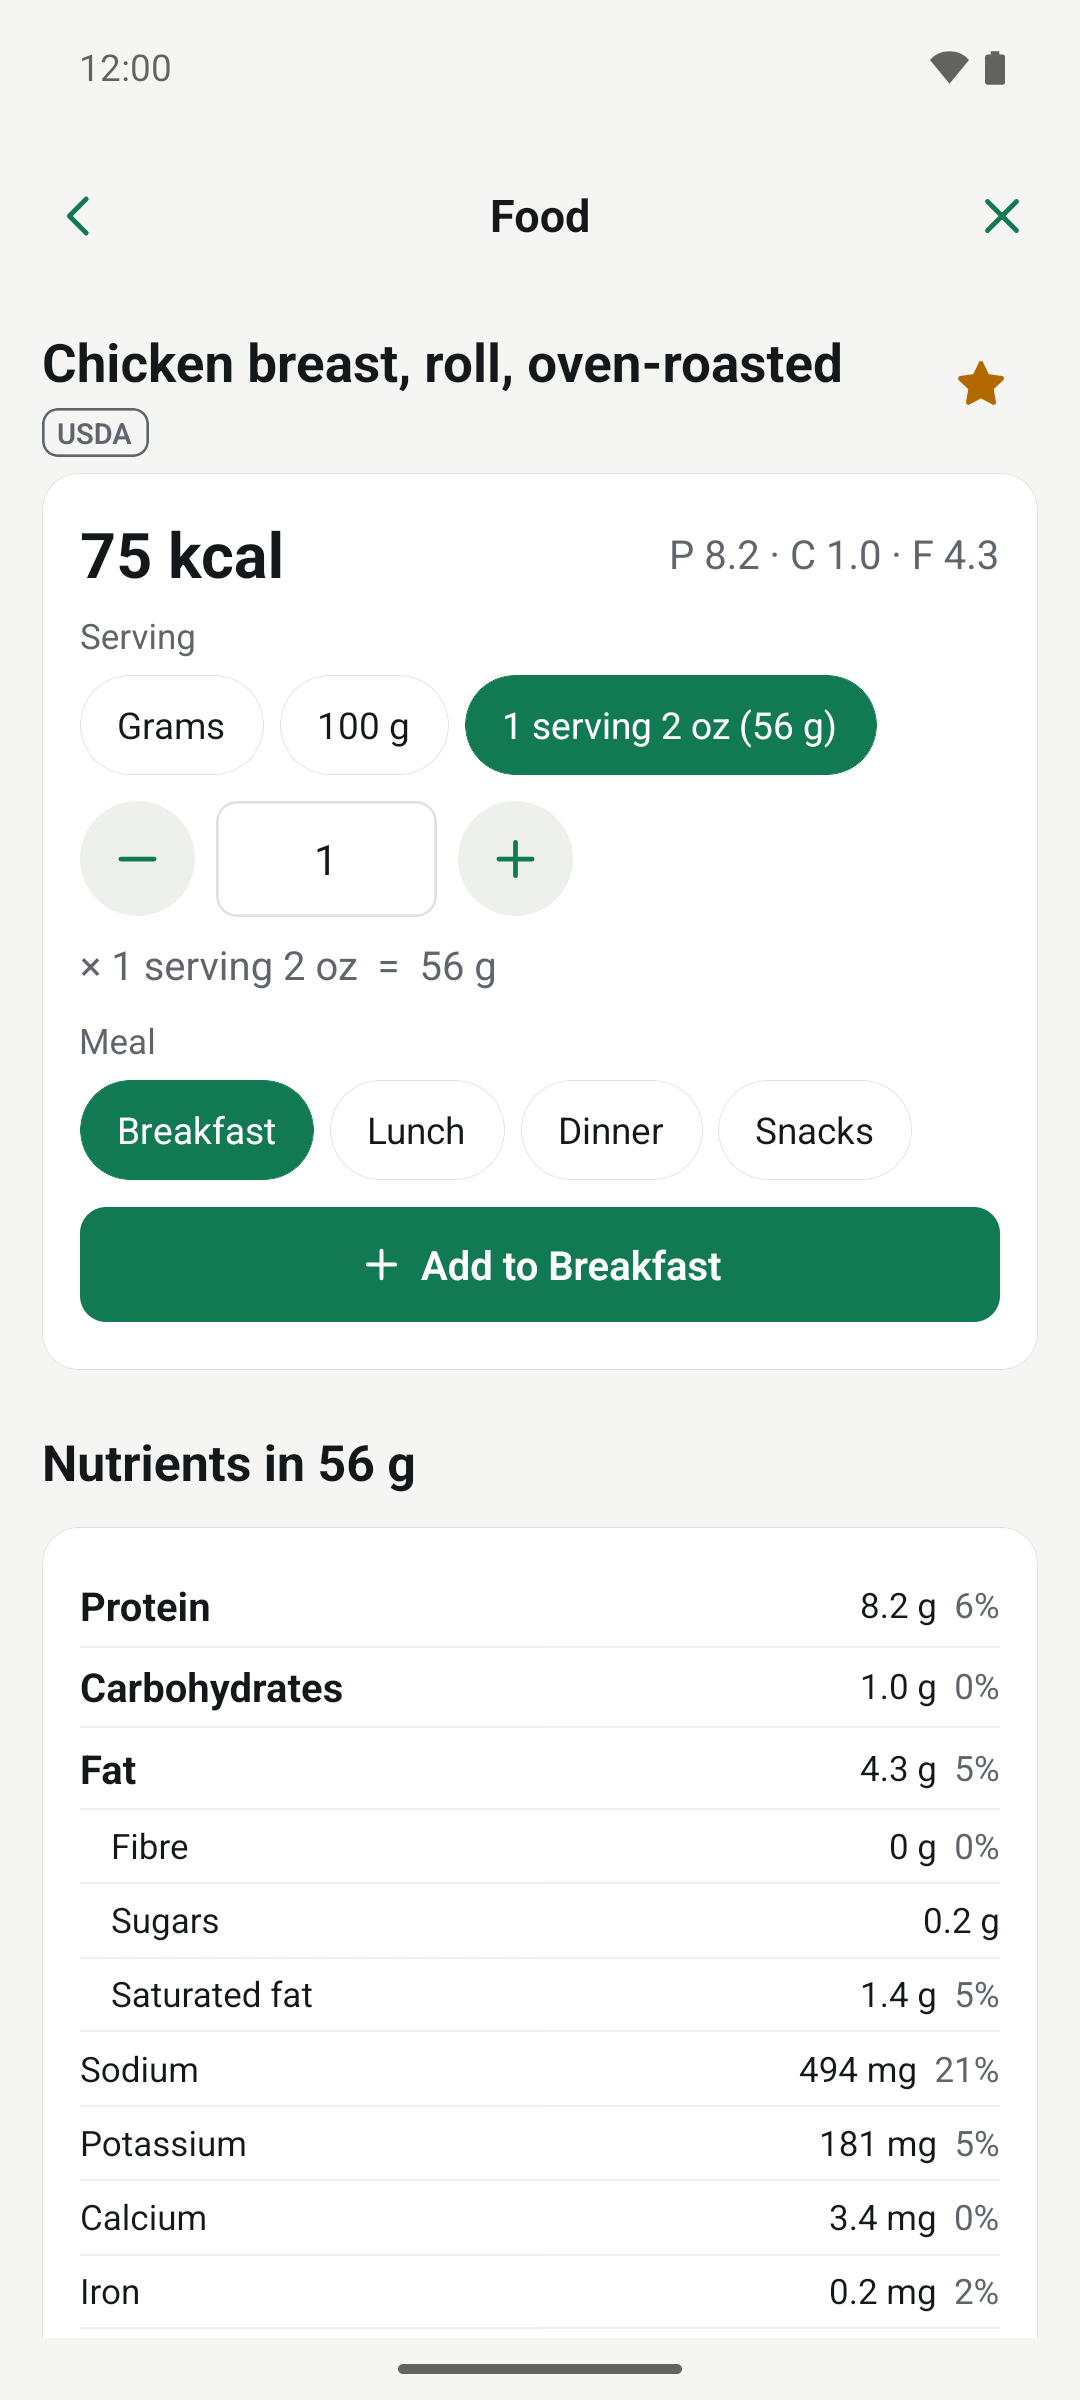 12:00
Food
Chicken breast, roll, oven-roasted
USDA
75 kcal
P 8.2 · C 1.0 · F 4.3
Serving
Grams
100 g
1 serving 2 oz (56 g)
1
× 1 serving 2 oz = 56 g
Meal
Breakfast
Lunch
Dinner
Snacks
Add to Breakfast
Nutrients in 56 g
Protein 8.2 g 6%
Carbohydrates 1.0 g 0%
Fat 4.3 g 5%
Fibre 0 g 0%
Sugars 0.2 g
Saturated fat 1.4 g 5%
Sodium 494 mg 21%
Potassium 181 mg 5%
Calcium 3.4 mg 0%
Iron 0.2 mg 2%